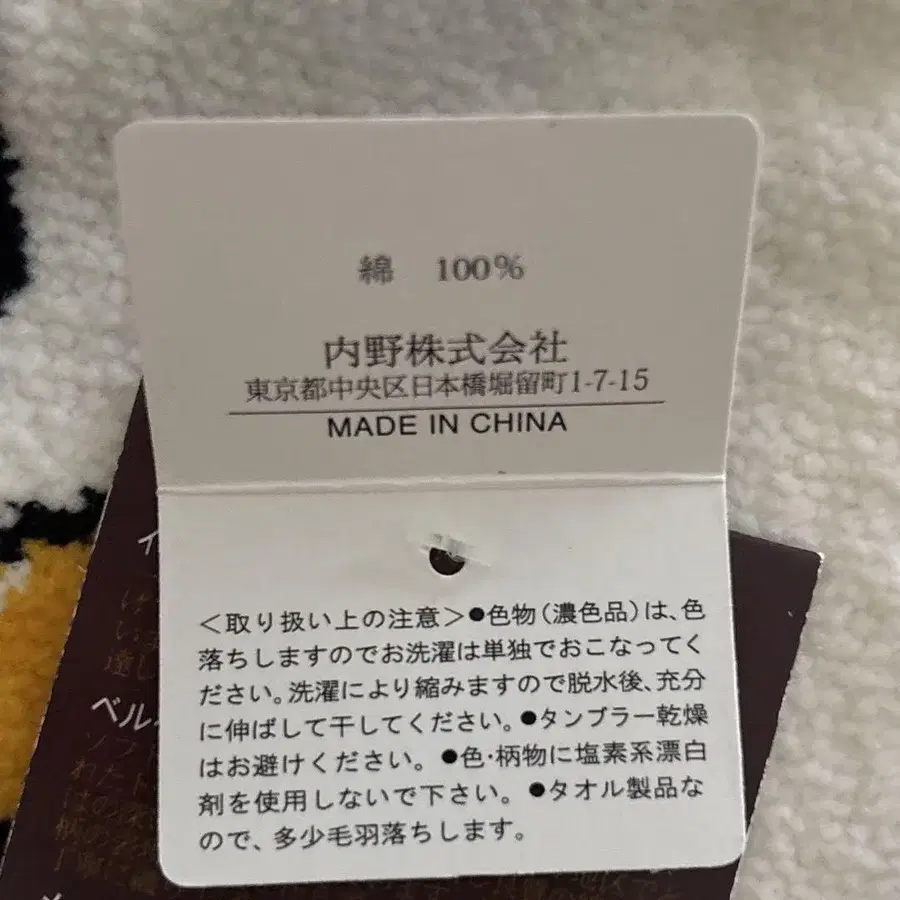 綿 100%
内野株式会社
東京都中央区日本橋堀留町1-7-15
MADE IN CHINA
<取り扱い上の注意>●色物(濃色品)は、色
落ちしますのでお洗濯は単独でおこなってく
ださい。洗濯により縮みますので脱水後、充分
に伸ばして干してください。●タンブラー乾燥
はお避けください。●色・柄物に塩素系漂白
剤を使用しないで下さい。●タオル製品な
ので、多少毛羽落ちします。
ベル